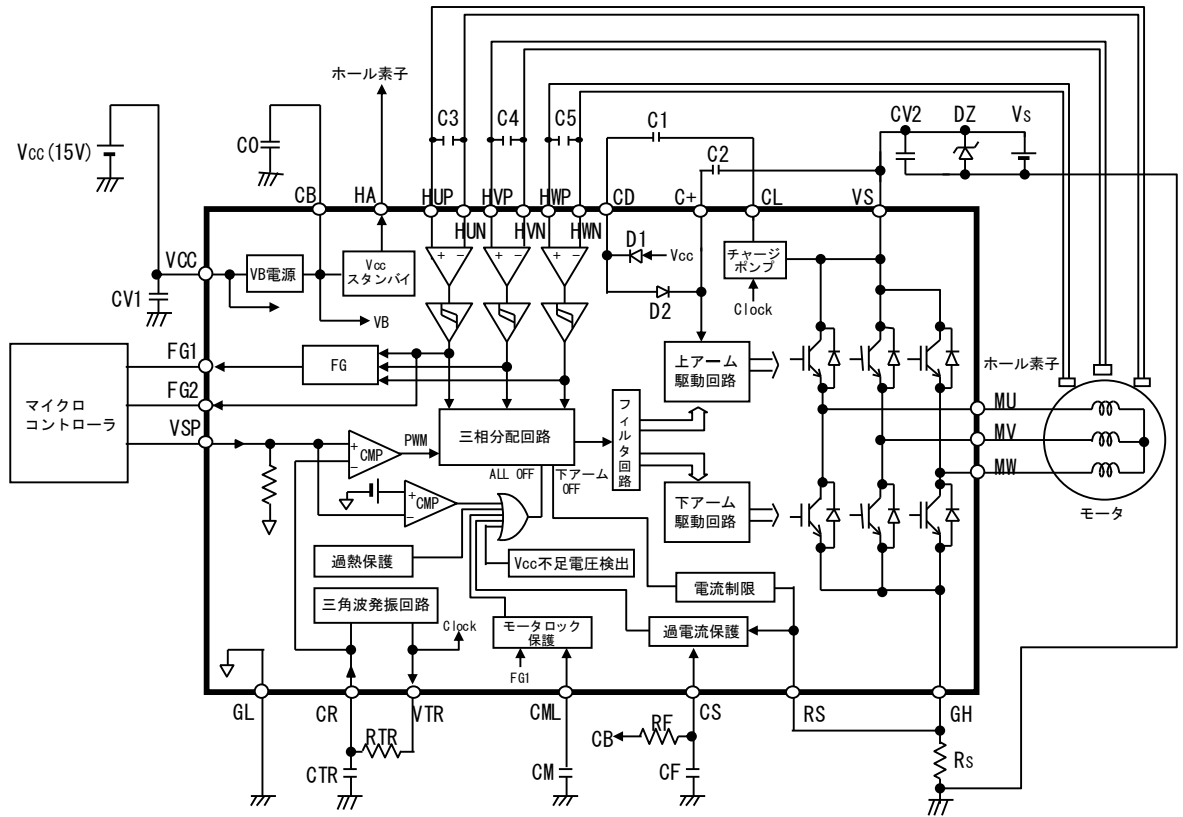 ホール素子
C3
C4
C5
C1
C2
CV2
DZ
Vs
Vcc(15V)
C0
CB
HA
HUP
HVP
HWP
CD
C+
CL
VS
HUN
HVN
HWN
VCC
CV1
VB電源
Vcc
スタンバイ
VB
D1
Vcc
D2
チャージ
ポンプ
Clock
FG1
FG
FG2
VSP
マイクロ
コントローラ
上アーム
駆動回路
ホール素子
MU
MV
MW
モータ
CMP
PWM
三相分配回路
フィルタ回路
ALL OFF
下アーム
OFF
CMP
下アーム
駆動回路
過熱保護
Vcc不足電圧検出
電流制限
三角波発振回路
Clock
モータロック
保護
過電流保護
FG1
GL
CR
VTR
CML
CS
RS
GH
RTR
CTR
CM
CB
RF
CF
Rs